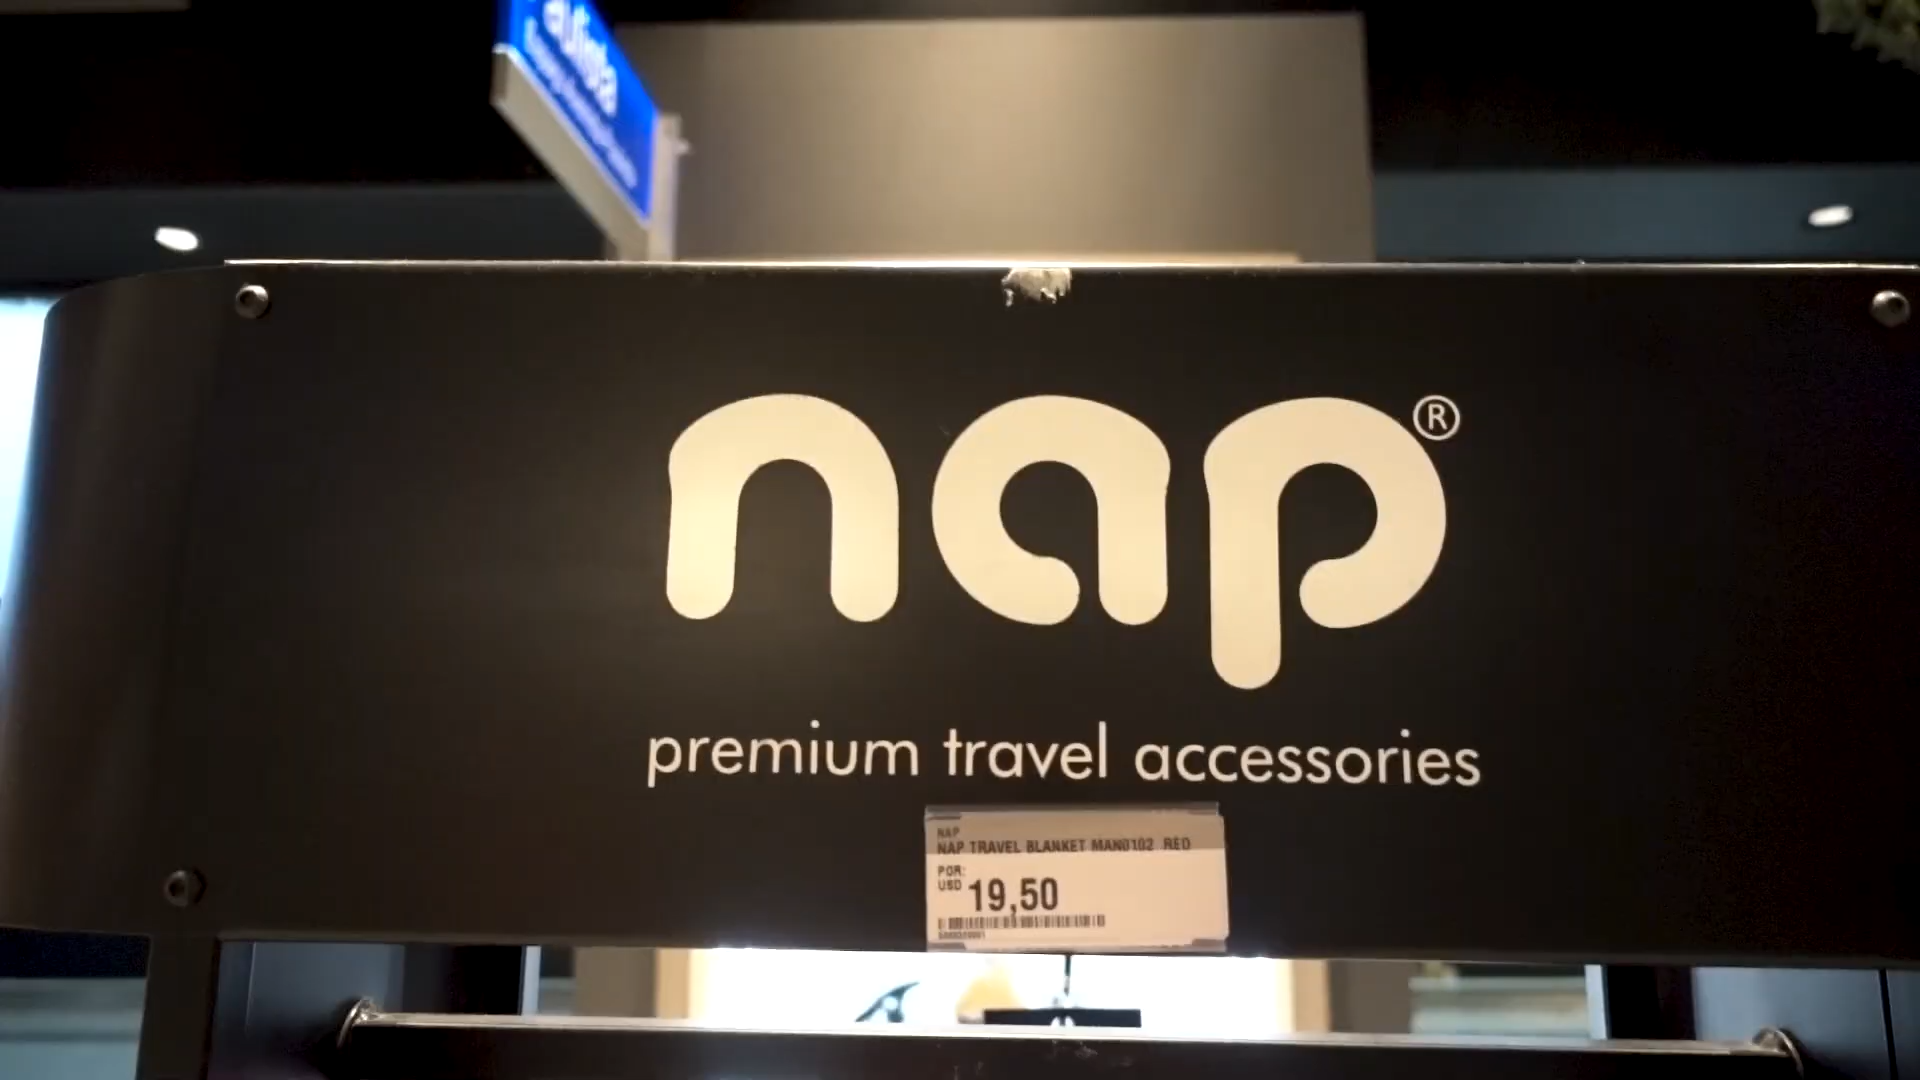 nap®
premium travel accessories
NAP
NAP TRAVEL BLANKET MAN0102 RED
POR:
USD 19,50